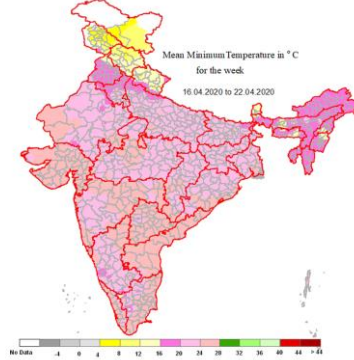 Mean Minimum Temperature in ° C
for the week
16.04.2020 to 22.04.2020
No Data -4 0 4 8 12 16 20 24 28 32 36 40 44 > 44